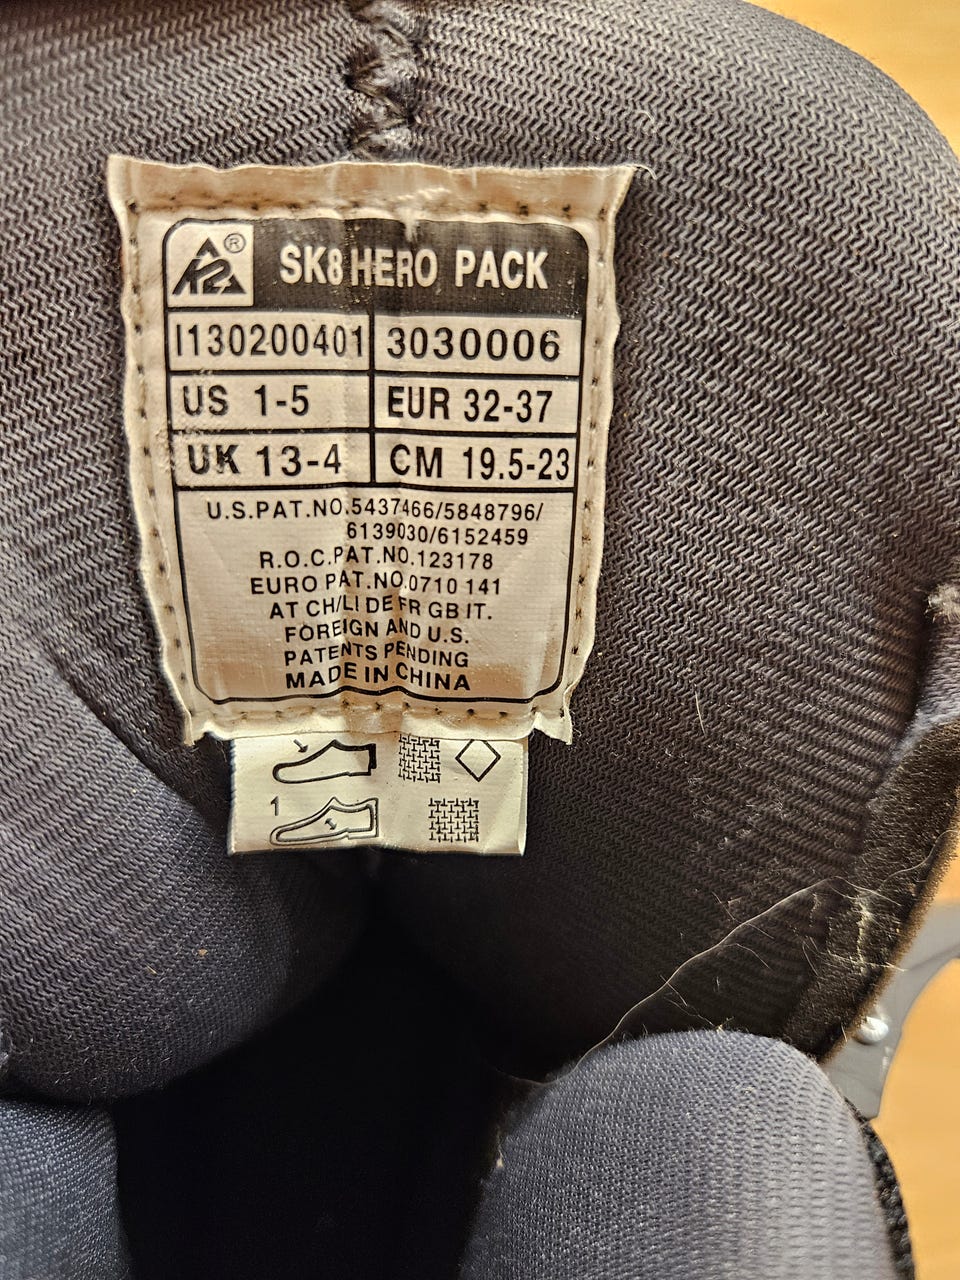 K2® SK8 HERO PACK
I130200401 3030006
US 1-5 EUR 32-37
UK 13-4 CM 19.5-23
U.S.PAT.NO.5437466/5848796/
6139030/6152459
R.O.C.PAT.NO.123178
EURO PAT.NO.0710 141
AT CH/LI DE FR GB IT.
FOREIGN AND U.S.
PATENTS PENDING
MADE IN CHINA
1